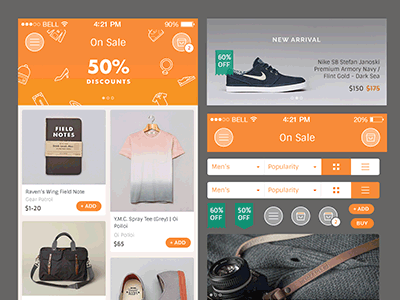 BELL 4:21 PM 90%
On Sale
2
50%
DISCOUNTS
FIELD
NOTES
Raven's Wing Field Note
Gear Patrol
$1-20
+ ADD
Y.M.C. Spray Tee (Grey) | Oi
Polloi
Oi Polloi
$65
+ ADD
NEW ARRIVAL
60%
OFF
Nike SB Stefan Janoski
Premium Armory Navy /
Flint Gold - Dark Sea
$150 $175
BELL 4:21 PM 20%
On Sale
Men's Popularity
Men's Popularity
60%
OFF
50%
OFF
2
+ ADD
BUY